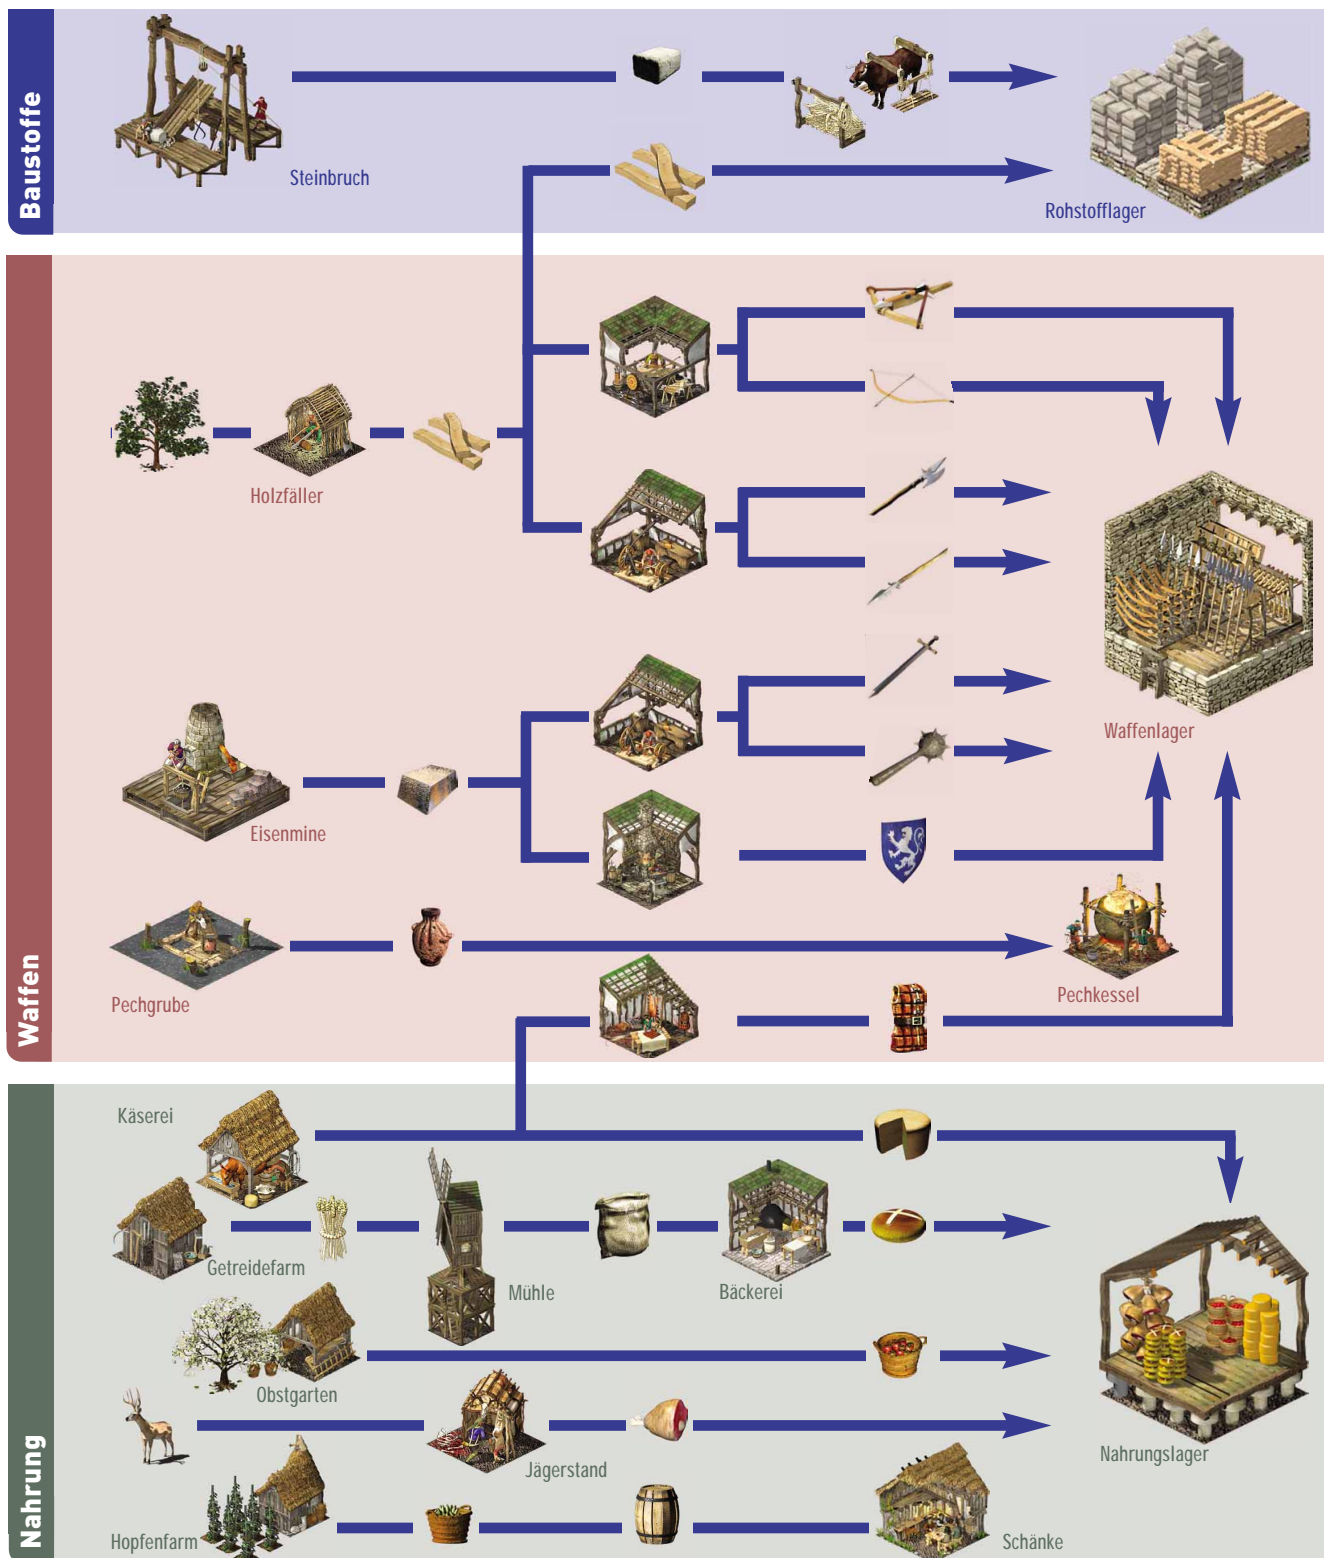 Baustoffe
Steinbruch
Rohstofflager
Waffen
Holzfäller
Waffenlager
Eisenmine
Pechgrube
Pechkessel
Nahrung
Käserei
Getreidefarm
Mühle
Bäckerei
Obstgarten
Jägerstand
Nahrungslager
Hopfenfarm
Schänke